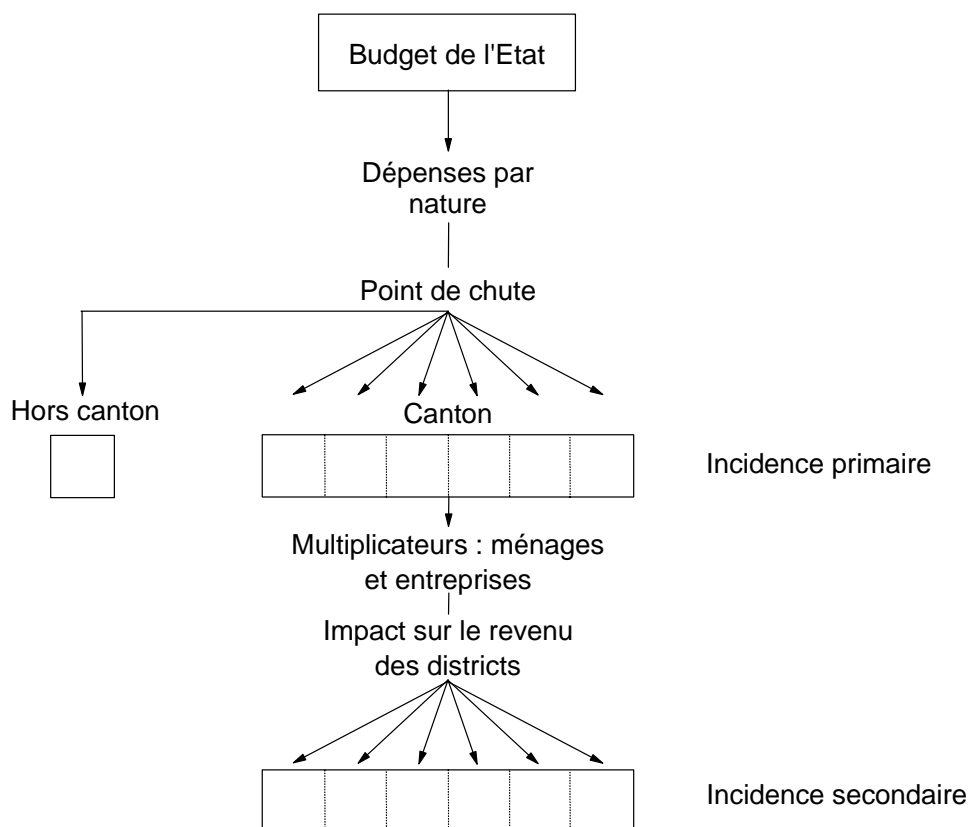 Budget de l'Etat
Dépenses par
nature
Point de chute
Hors canton
Canton
Incidence primaire
Multiplicateurs : ménages
et entreprises
Impact sur le revenu
des districts
Incidence secondaire